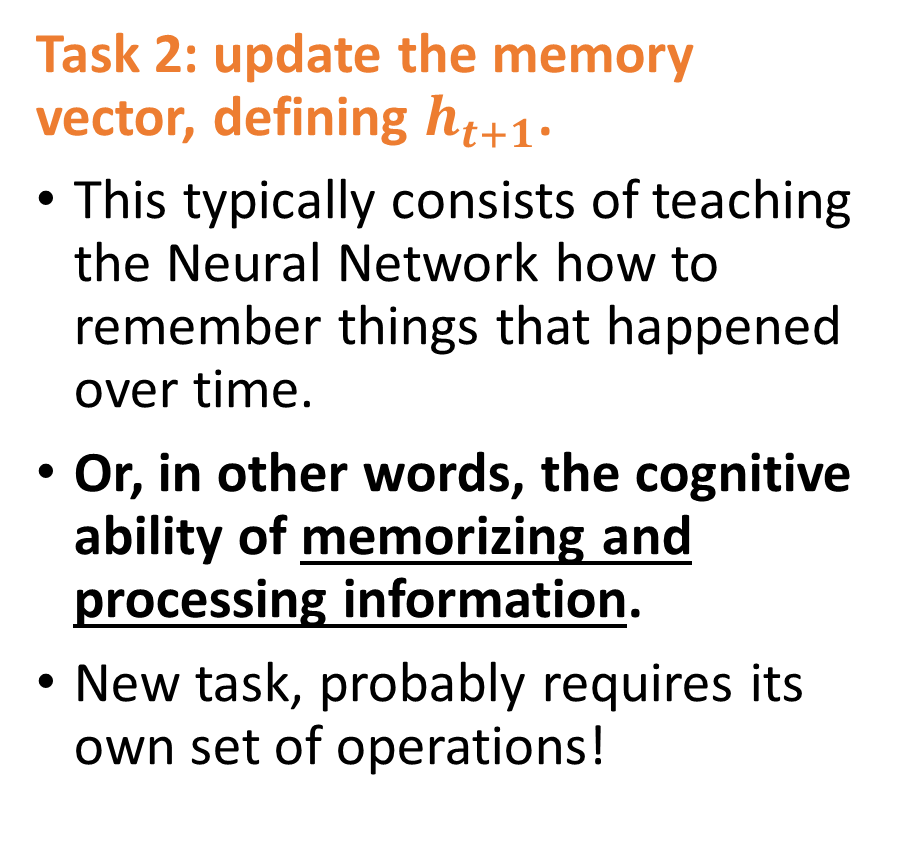 Task 2: update the memory
vector, defining $h_{t+1}$.
• This typically consists of teaching
the Neural Network how to
remember things that happened
over time.
• Or, in other words, the cognitive
ability of memorizing and
processing information.
• New task, probably requires its
own set of operations!